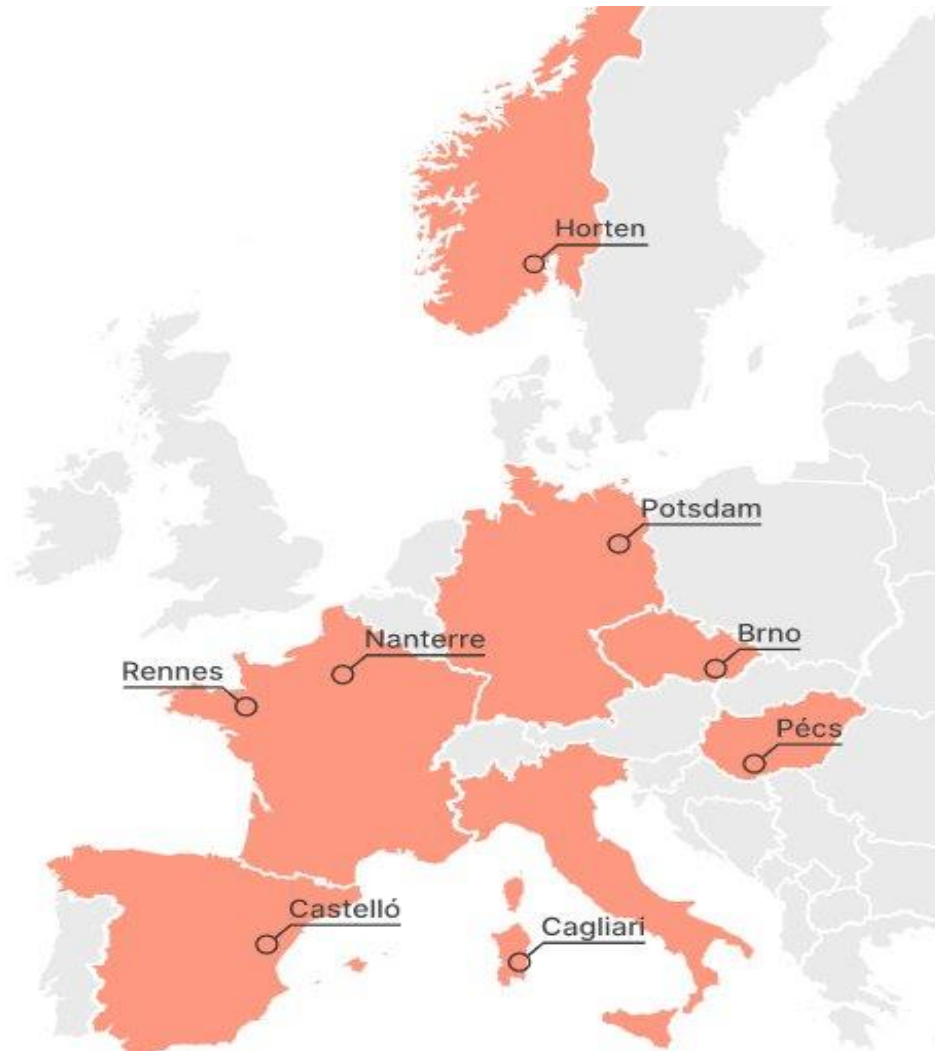 Horten
Potsdam
Brno
Nanterre
Rennes
Pécs
Castelló
Cagliari